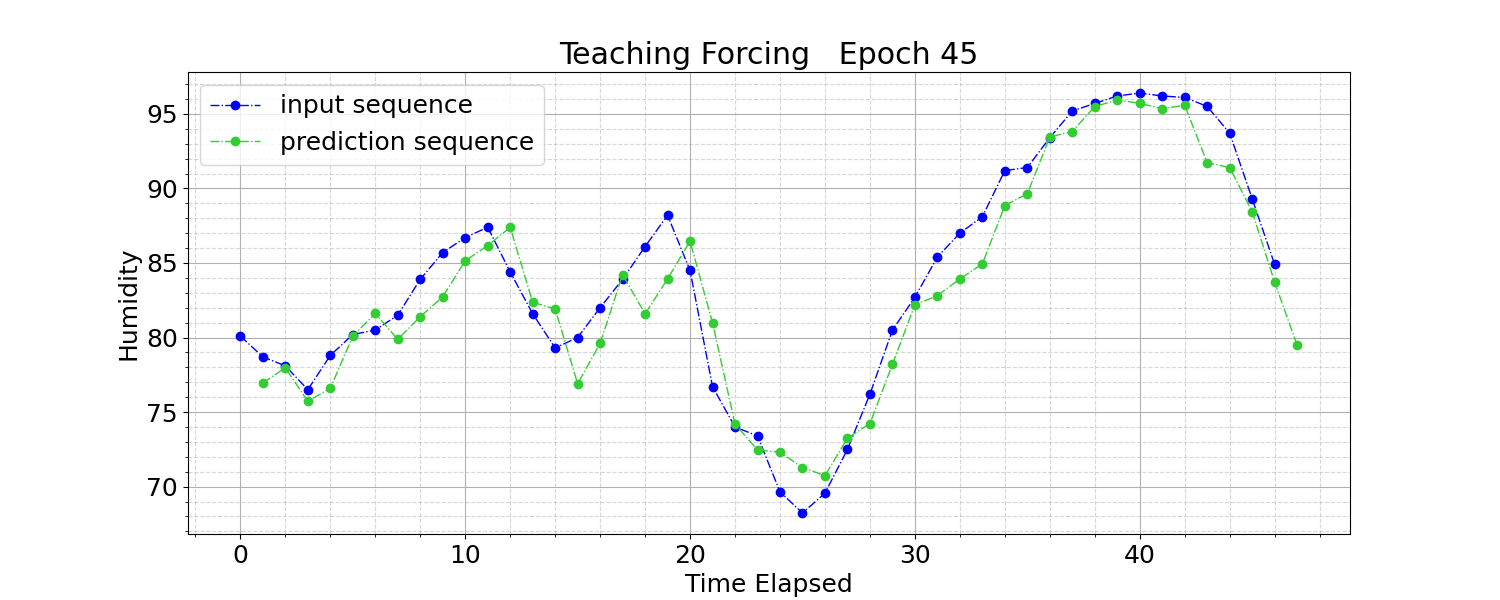 Teaching Forcing   Epoch 45
input sequence
prediction sequence
Humidity
95
90
85
80
75
70
0 10 20 30 40
Time Elapsed